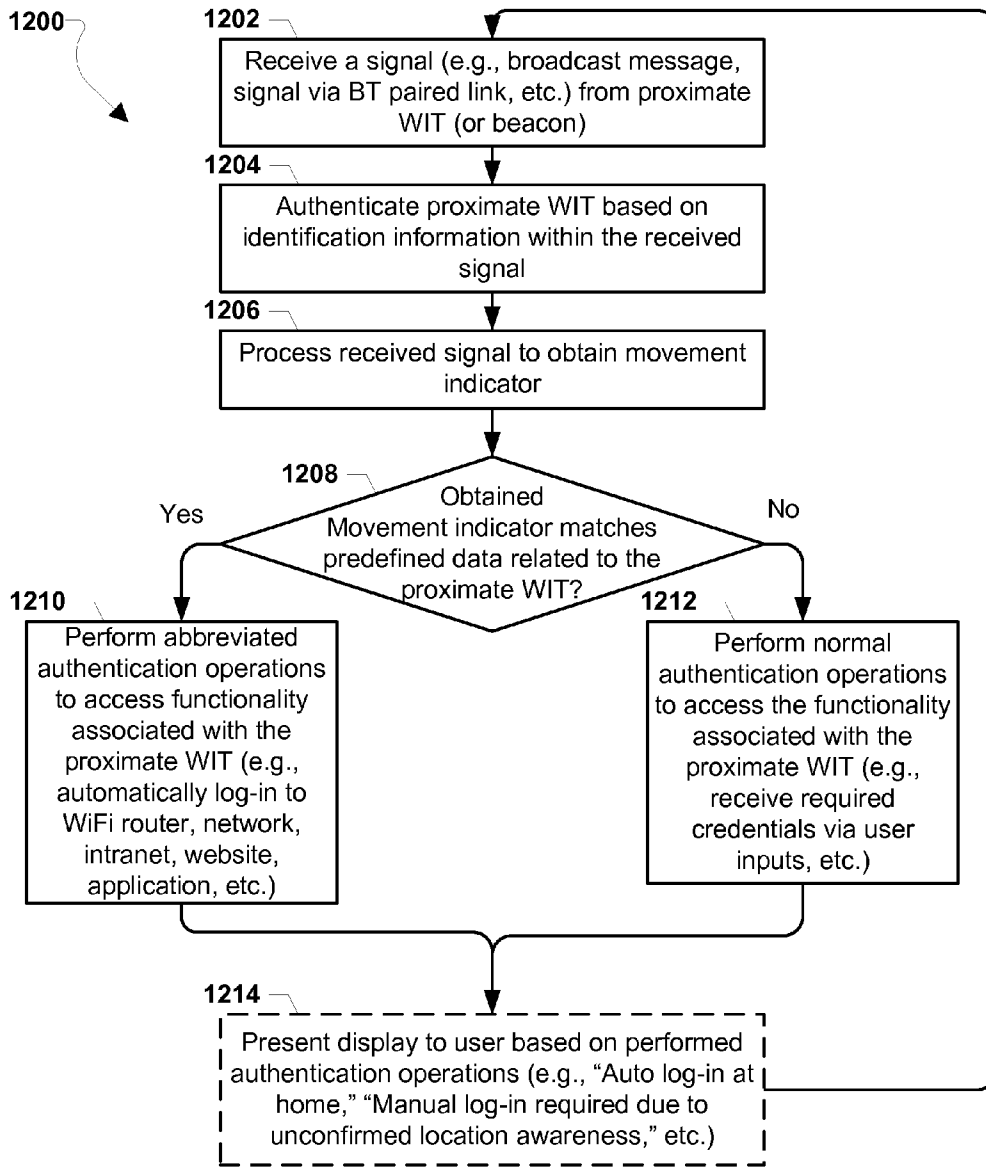 1200
1202
Receive a signal (e.g., broadcast message,
signal via BT paired link, etc.) from proximate
WIT (or beacon)
1204
Authenticate proximate WIT based on
identification information within the received
signal
1206
Process received signal to obtain movement
indicator
1208
Obtained
Movement indicator matches
predefined data related to the
proximate WIT?
Yes
No
1210
Perform abbreviated
authentication operations
to access functionality
associated with the
proximate WIT (e.g.,
automatically log-in to
WiFi router, network,
intranet, website,
application, etc.)
1212
Perform normal
authentication operations
to access the functionality
associated with the
proximate WIT (e.g.,
receive required
credentials via user
inputs, etc.)
1214
Present display to user based on performed
authentication operations (e.g., “Auto log-in at
home,” “Manual log-in required due to
unconfirmed location awareness,” etc.)